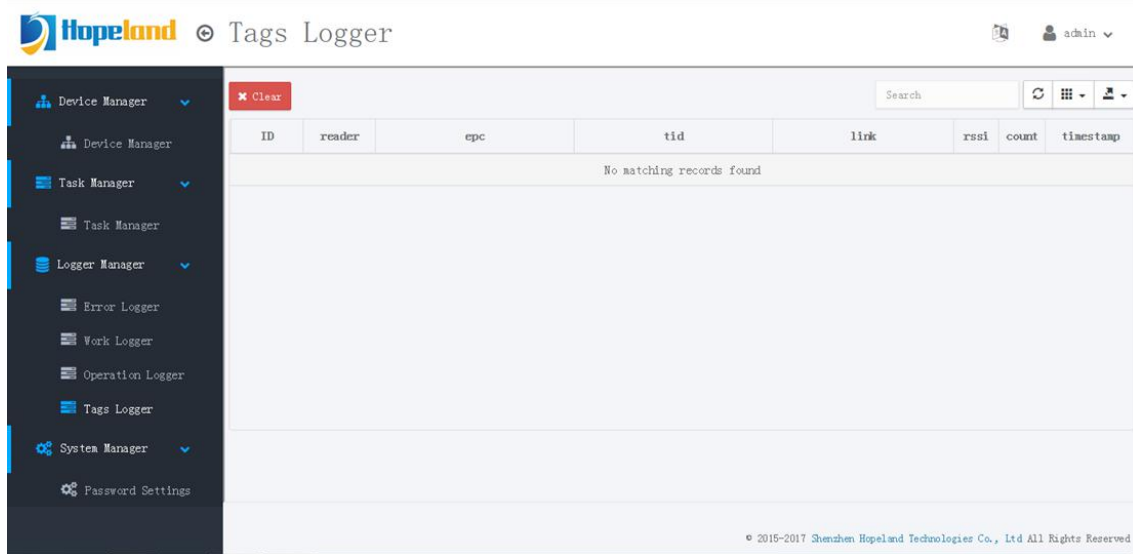 Hopeland Tags Logger admin
Device Manager
Device Manager
Task Manager
Task Manager
Logger Manager
Error Logger
Work Logger
Operation Logger
Tags Logger
System Manager
Password Settings
Clear Search
ID reader epc tid link rssi count timestamp
No matching records found
© 2015-2017 Shenzhen Hopeland Technologies Co., Ltd All Rights Reserved